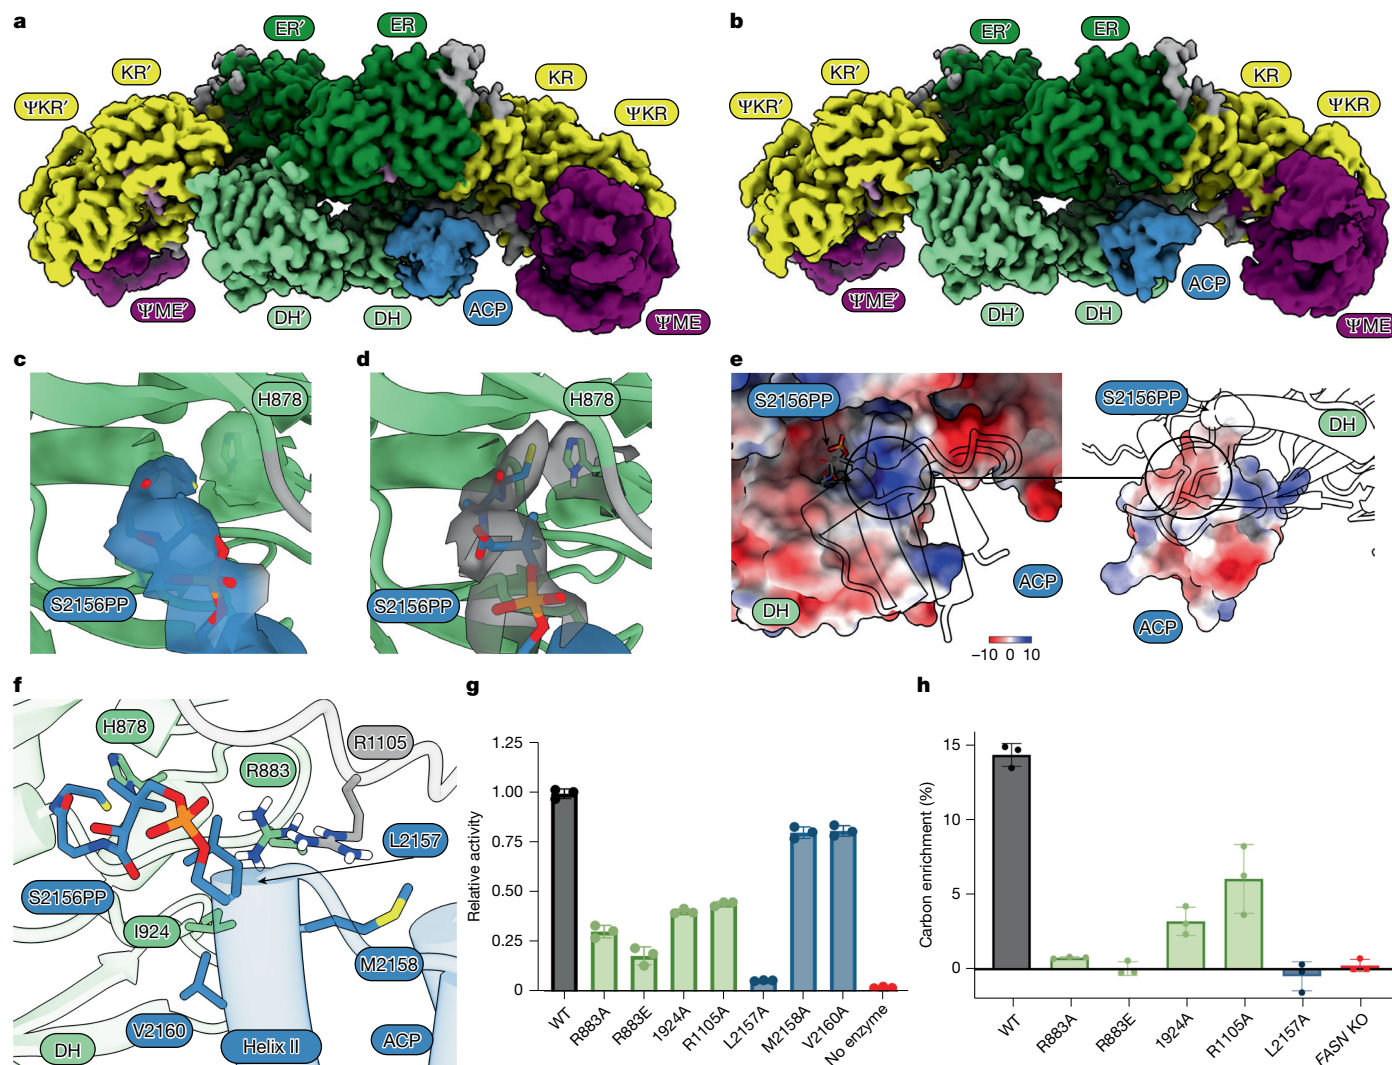 a
ER′
ER
KR′
KR
ΨKR′
ΨKR
ΨME′
DH′
DH
ACP
ΨME
b
ER′
ER
KR′
KR
ΨKR′
ΨKR
ΨME′
DH′
DH
ACP
ΨME
c
H878
S2156PP
d
H878
S2156PP
e
S2156PP
DH
ACP
−10 0 10
S2156PP
DH
ACP
f
H878
R883
R1105
L2157
S2156PP
I924
M2158
V2160
DH
Helix II
ACP
g
Relative activity
1.25
1.00
0.75
0.50
0.25
0
WT
R883A
R883E
1924A
R1105A
L2157A
M2158A
V2160A
No enzyme
h
Carbon enrichment (%)
15
10
5
0
WT
R883A
R883E
1924A
R1105A
L2157A
FASN KO